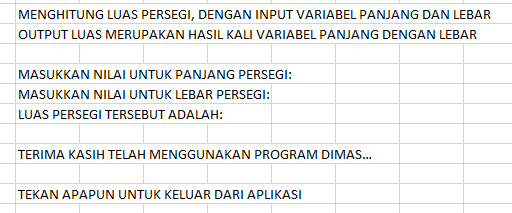 MENGHITUNG LUAS PERSEGI, DENGAN INPUT VARIABEL PANJANG DAN LEBAR
OUTPUT LUAS MERUPAKAN HASIL KALI VARIABEL PANJANG DENGAN LEBAR
MASUKKAN NILAI UNTUK PANJANG PERSEGI:
MASUKKAN NILAI UNTUK LEBAR PERSEGI:
LUAS PERSEGI TERSEBUT ADALAH:
TERIMA KASIH TELAH MENGGUNAKAN PROGRAM DIMAS...
TEKAN APAPUN UNTUK KELUAR DARI APLIKASI